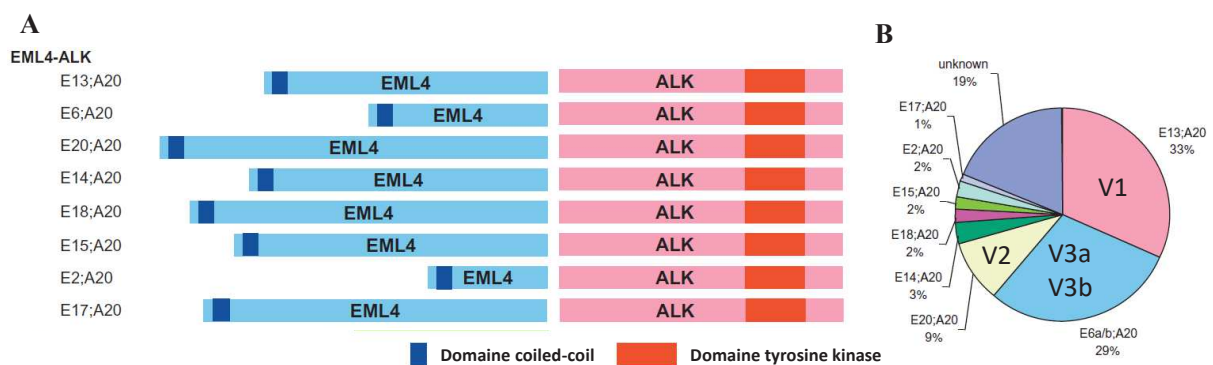 A
EML4-ALK
E13;A20
EML4
ALK
E6;A20
EML4
ALK
E20;A20
EML4
ALK
E14;A20
EML4
ALK
E18;A20
EML4
ALK
E15;A20
EML4
ALK
E2;A20
EML4
ALK
E17;A20
EML4
ALK
Domaine coiled-coil
Domaine tyrosine kinase
B
unknown
19%
E17;A20
1%
E2;A20
2%
E15;A20
2%
E18;A20
2%
E14;A20
3%
E20;A20
9%
E13;A20
33%
V1
V2
V3a
V3b
E6a/b;A20
29%